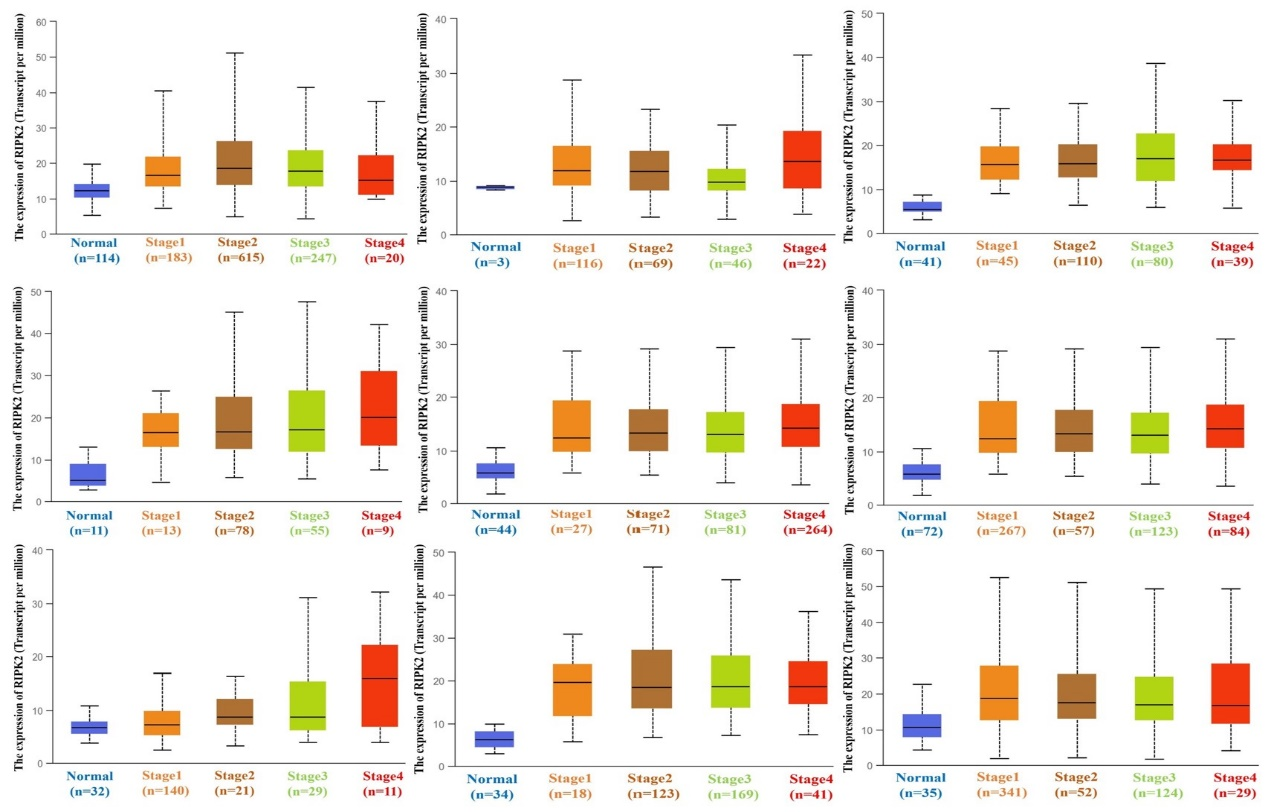 The expression of RIPK2 (Transcript per million)
60
50
40
30
20
10
0
Normal Stage1 Stage2 Stage3 Stage4
(n=114) (n=183) (n=615) (n=247) (n=20)
The expression of RIPK2 (Transcript per million)
40
30
20
10
0
Normal Stage1 Stage2 Stage3 Stage4
(n=3) (n=116) (n=69) (n=46) (n=22)
The expression of RIPK2 (Transcript per million)
50
40
30
20
10
0
Normal Stage1 Stage2 Stage3 Stage4
(n=41) (n=45) (n=110) (n=80) (n=39)
The expression of RIPK2 (Transcript per million)
50
40
30
20
10
0
Normal Stage1 Stage2 Stage3 Stage4
(n=11) (n=13) (n=78) (n=55) (n=9)
The expression of RIPK2 (Transcript per million)
40
30
20
10
0
Normal Stage1 Stage2 Stage3 Stage4
(n=44) (n=27) (n=71) (n=81) (n=264)
The expression of RIPK2 (Transcript per million)
40
30
20
10
0
Normal Stage1 Stage2 Stage3 Stage4
(n=72) (n=267) (n=57) (n=123) (n=84)
The expression of RIPK2 (Transcript per million)
40
30
20
10
0
Normal Stage1 Stage2 Stage3 Stage4
(n=32) (n=140) (n=21) (n=29) (n=11)
The expression of RIPK2 (Transcript per million)
50
40
30
20
10
0
Normal Stage1 Stage2 Stage3 Stage4
(n=34) (n=18) (n=123) (n=169) (n=41)
The expression of RIPK2 (Transcript per million)
60
50
40
30
20
10
0
Normal Stage1 Stage2 Stage3 Stage4
(n=35) (n=341) (n=52) (n=124) (n=29)